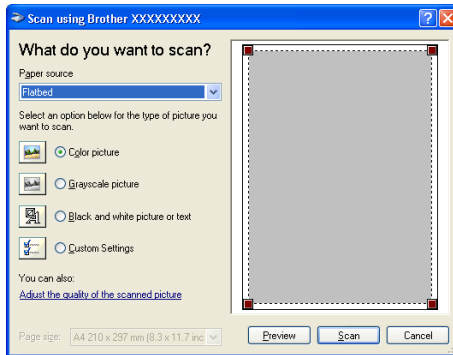 Scan using Brother XXXXXXXXX
What do you want to scan?
Paper source
Flatbed
Select an option below for the type of picture you
want to scan.
Color picture
Grayscale picture
Black and white picture or text
Custom Settings
You can also:
Adjust the quality of the scanned picture
Page size: A4 210 x 297 mm (8.3 x 11.7 inc
Preview Scan Cancel